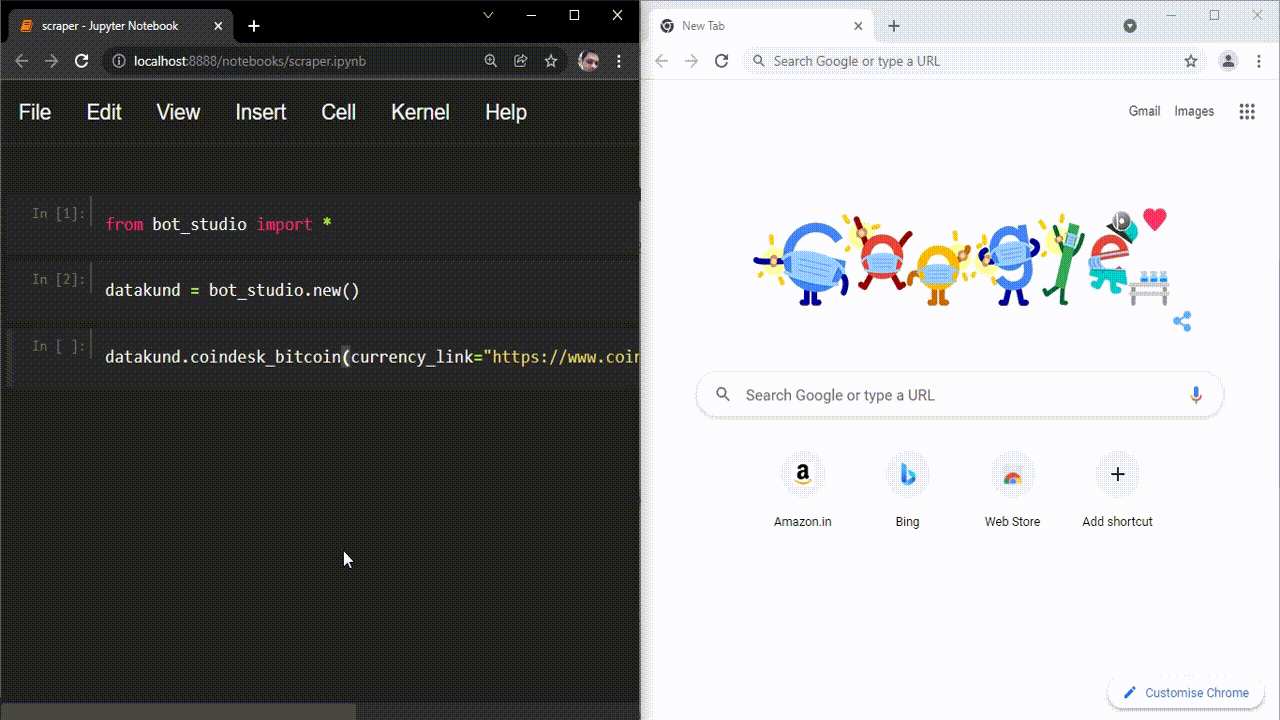 scraper - Jupyter Notebook
localhost:8888/notebooks/scraper.ipynb
File Edit View Insert Cell Kernel Help
In [1]: from bot_studio import *
In [2]: datakund = bot_studio.new()
In [ ]: datakund.coindesk_bitcoin(currency_link="https://www.coin
New Tab
Search Google or type a URL
Gmail Images
Google
Search Google or type a URL
a
Amazon.in Bing Web Store Add shortcut
Customise Chrome